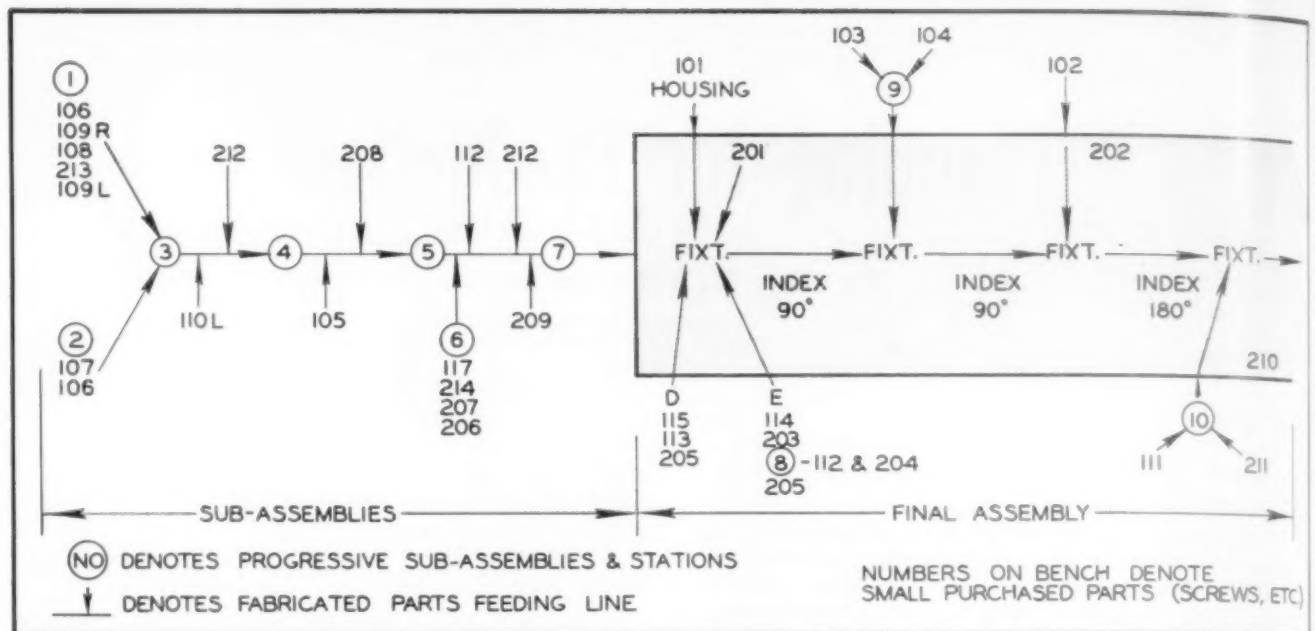 103 104
101
HOUSING
102
1
9
106
109R
108
213
109L
212 208 112 212
201 202
3 4 5 7
FIXT. FIXT. FIXT. FIXT.
INDEX
90°
INDEX
90°
INDEX
180°
110L 105 209
2
107
106
6
117
214
207
206
210
D
115
113
205
E
114
203
8 -112 & 204
205
10
111 211
SUB-ASSEMBLIES FINAL ASSEMBLY
NO DENOTES PROGRESSIVE SUB-ASSEMBLIES & STATIONS
DENOTES FABRICATED PARTS FEEDING LINE
NUMBERS ON BENCH DENOTE
SMALL PURCHASED PARTS (SCREWS, ETC)